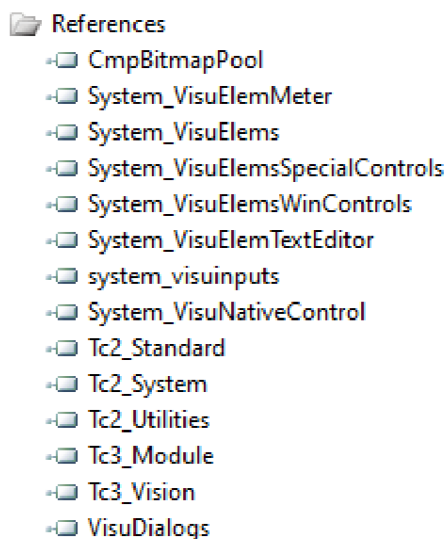 References
CmpBitmapPool
System_VisuElemMeter
System_VisuElems
System_VisuElemsSpecialControls
System_VisuElemsWinControls
System_VisuElemTextEditor
system_visuinputs
System_VisuNativeControl
Tc2_Standard
Tc2_System
Tc2_Utilities
Tc3_Module
Tc3_Vision
VisuDialogs